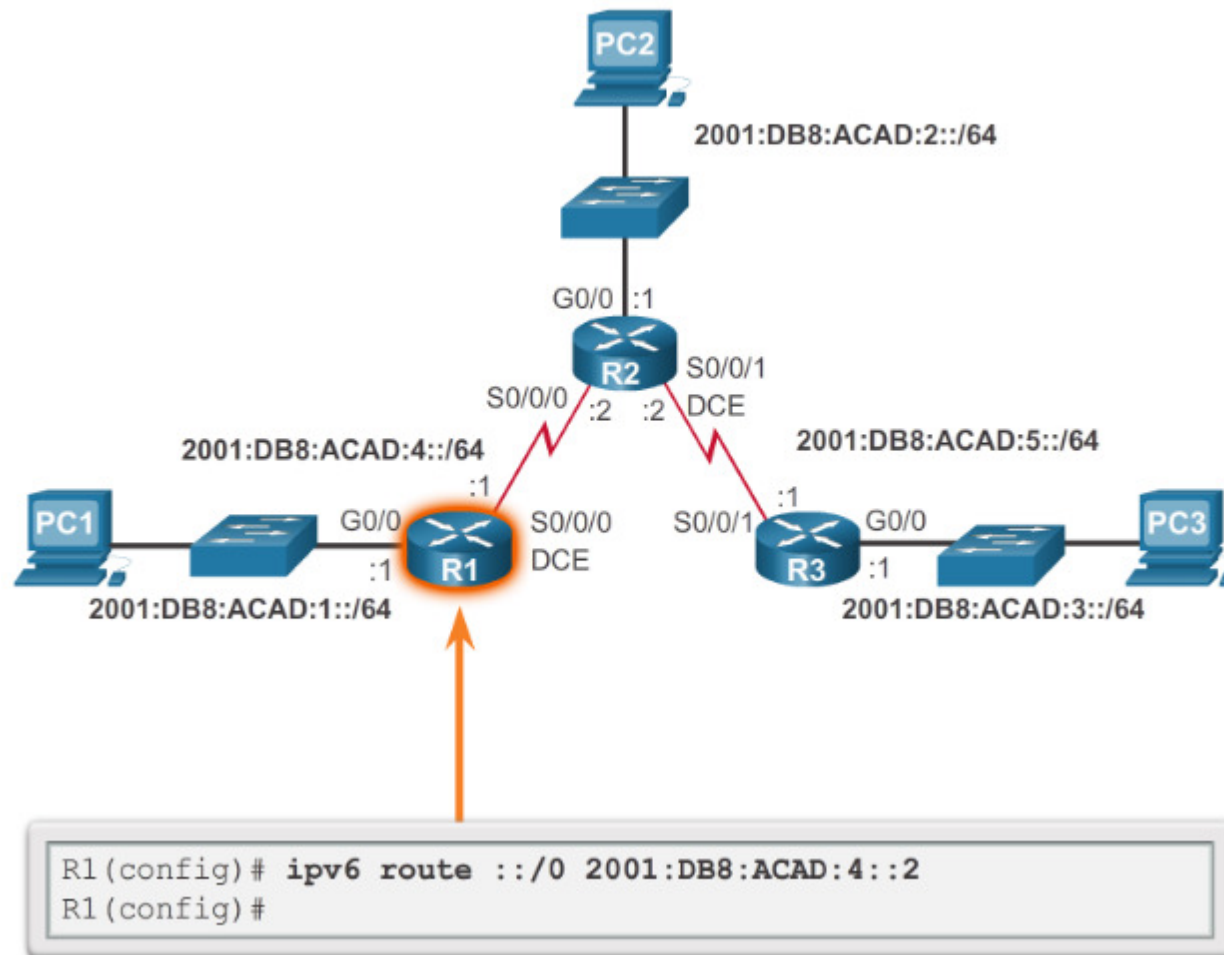 PC2
2001:DB8:ACAD:2::/64
G0/0 :1
R2
S0/0/1
DCE
S0/0/0 :2 :2
2001:DB8:ACAD:4::/64
2001:DB8:ACAD:5::/64
:1
:1
PC1
G0/0
:1
R1
S0/0/0
DCE
2001:DB8:ACAD:1::/64
S0/0/1
R3
G0/0
:1
PC3
2001:DB8:ACAD:3::/64
R1(config)# ipv6 route ::/0 2001:DB8:ACAD:4::2
R1(config)#